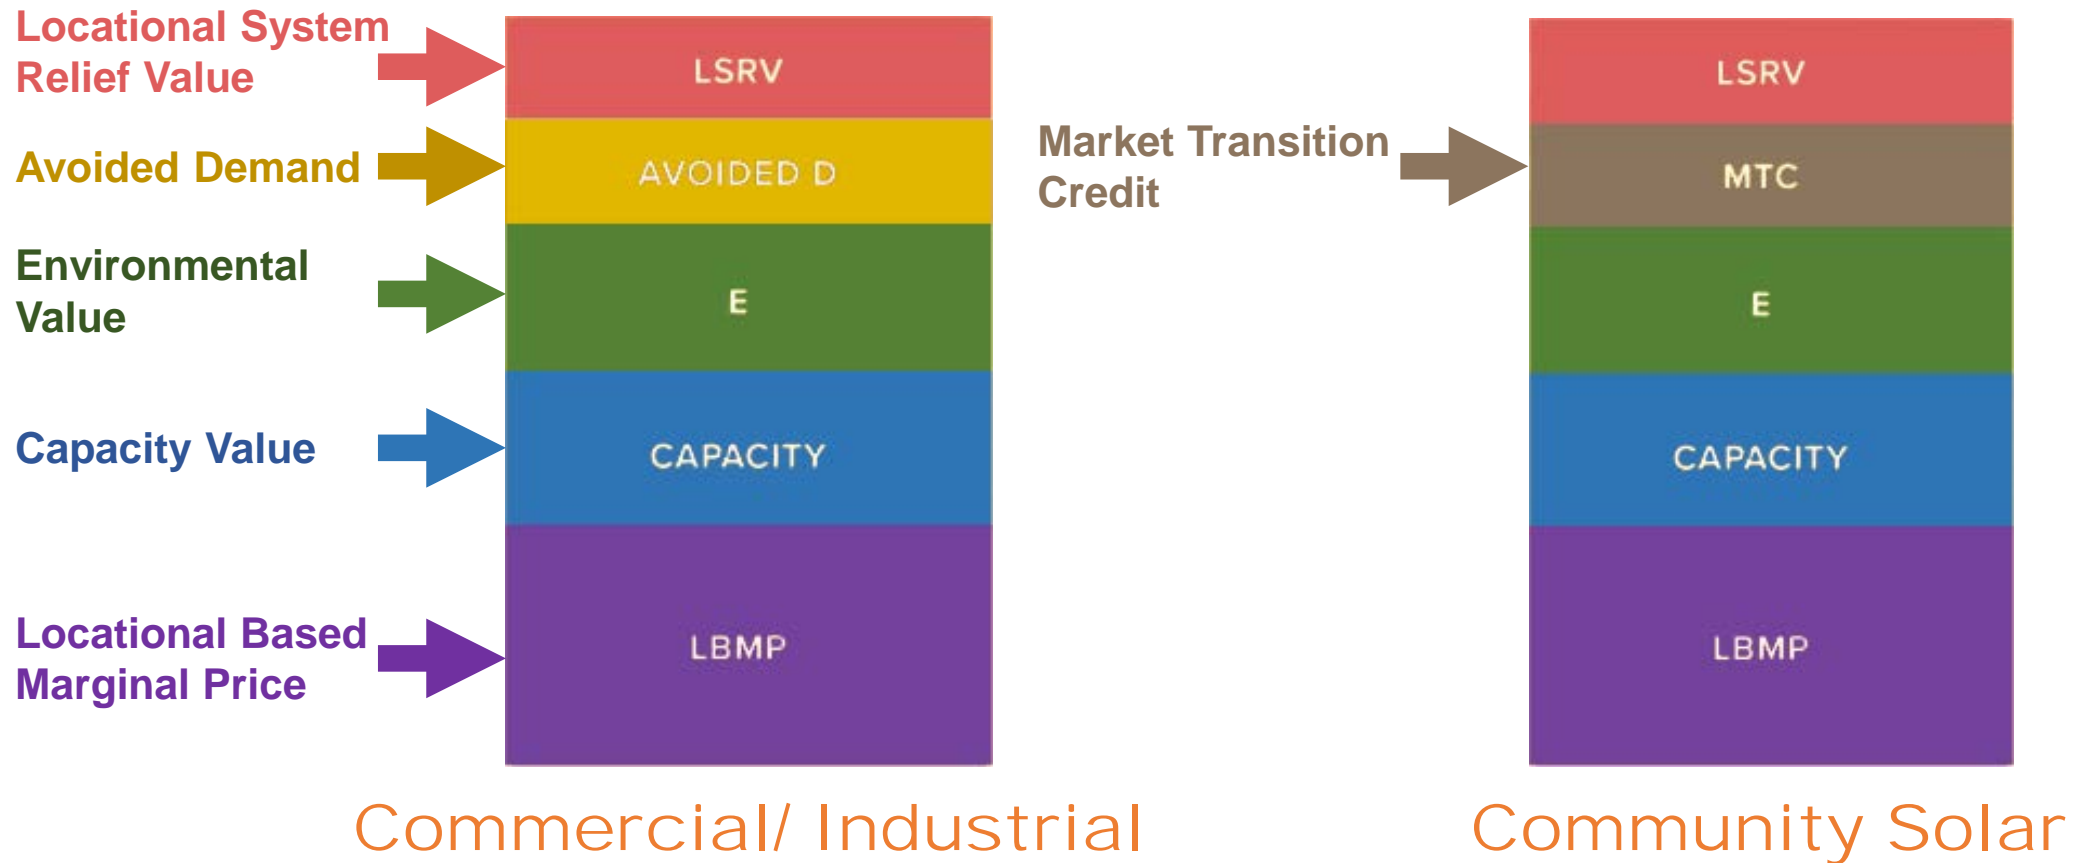 Locational System
Relief Value
Avoided Demand
Environmental
Value
Capacity Value
Locational Based
Marginal Price
LSRV
AVOIDED D
E
CAPACITY
LBMP
Commercial/ Industrial
Market Transition
Credit
LSRV
MTC
E
CAPACITY
LBMP
Community Solar